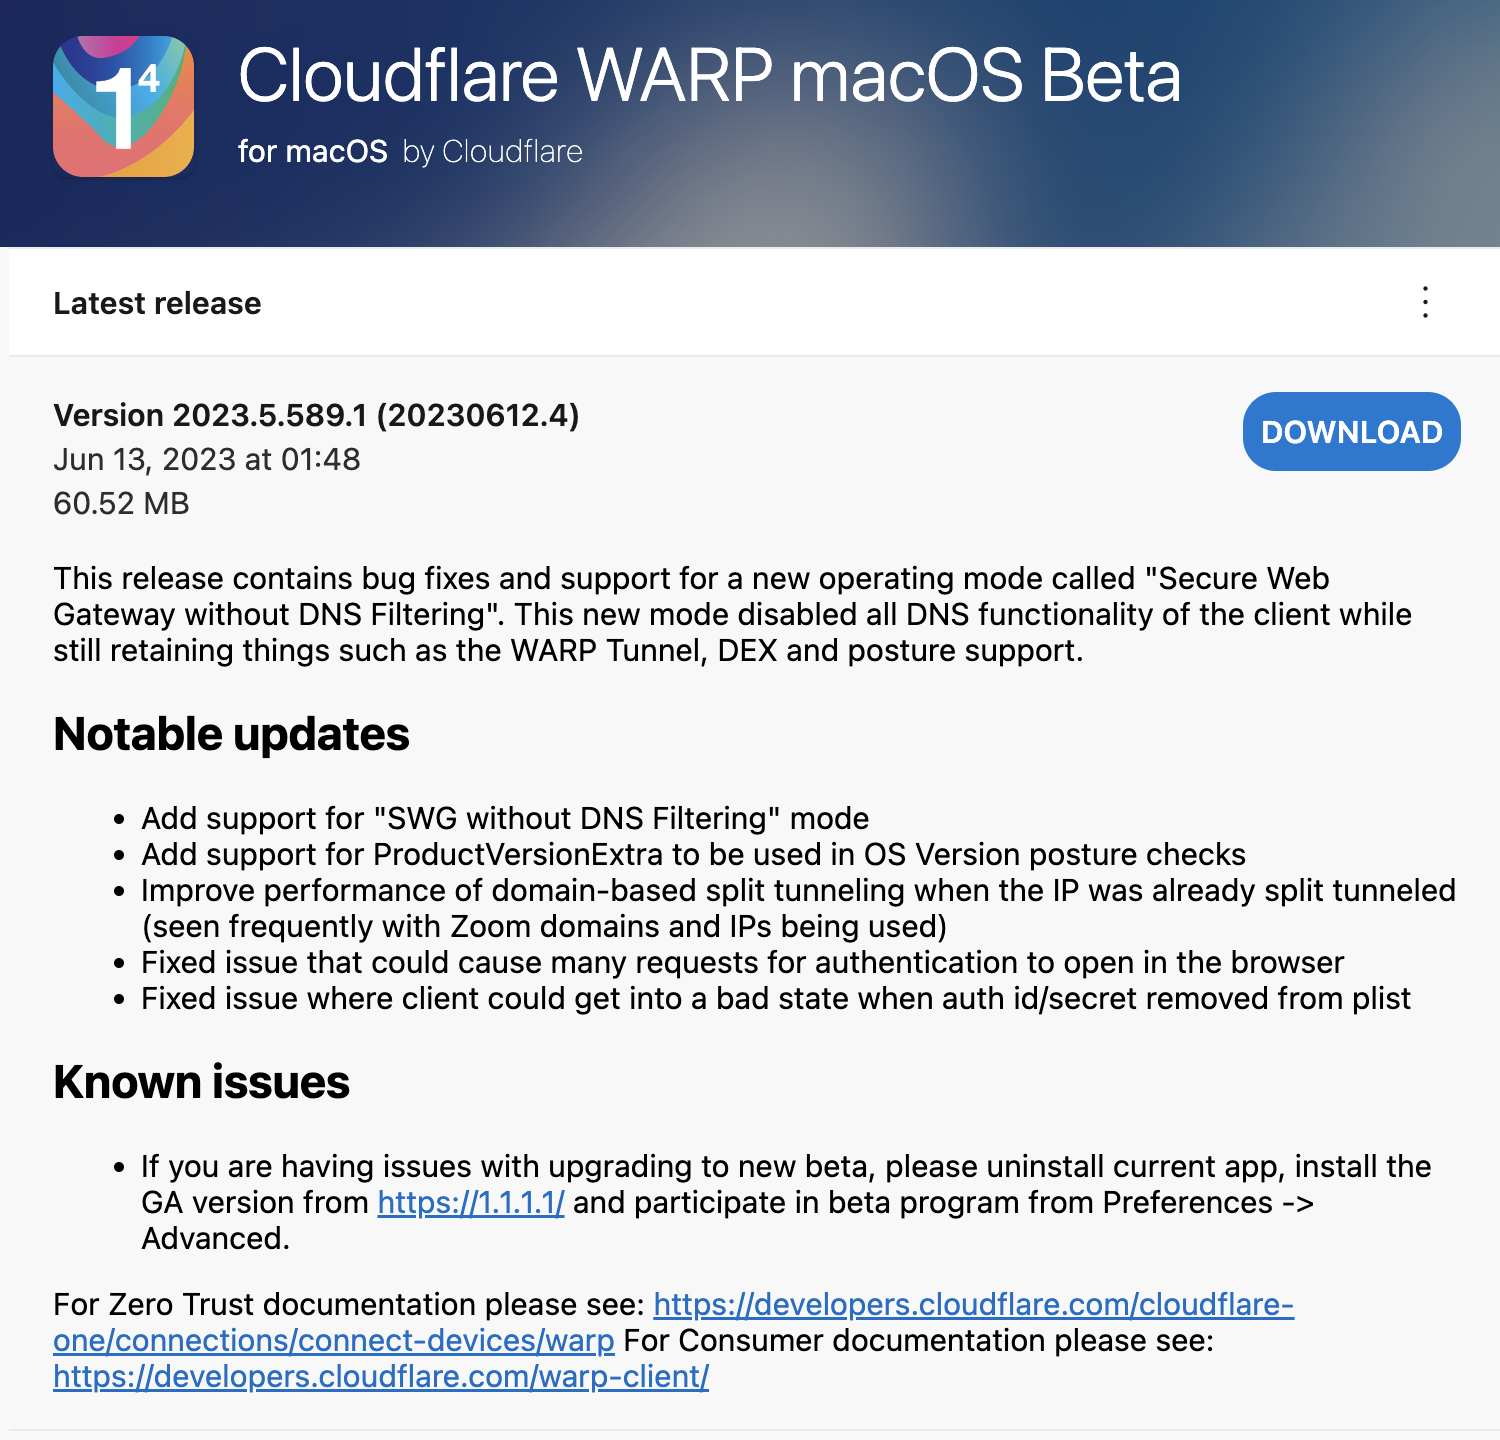 1⁴
Cloudflare WARP macOS Beta
for macOS by Cloudflare
Latest release
Version 2023.5.589.1 (20230612.4)
DOWNLOAD
Jun 13, 2023 at 01:48
60.52 MB
This release contains bug fixes and support for a new operating mode called "Secure Web
Gateway without DNS Filtering". This new mode disabled all DNS functionality of the client while
still retaining things such as the WARP Tunnel, DEX and posture support.
Notable updates
• Add support for "SWG without DNS Filtering" mode
• Add support for ProductVersionExtra to be used in OS Version posture checks
• Improve performance of domain-based split tunneling when the IP was already split tunneled
(seen frequently with Zoom domains and IPs being used)
• Fixed issue that could cause many requests for authentication to open in the browser
• Fixed issue where client could get into a bad state when auth id/secret removed from plist
Known issues
• If you are having issues with upgrading to new beta, please uninstall current app, install the
GA version from https://1.1.1.1/ and participate in beta program from Preferences ->
Advanced.
For Zero Trust documentation please see: https://developers.cloudflare.com/cloudflare-
one/connections/connect-devices/warp For Consumer documentation please see:
https://developers.cloudflare.com/warp-client/